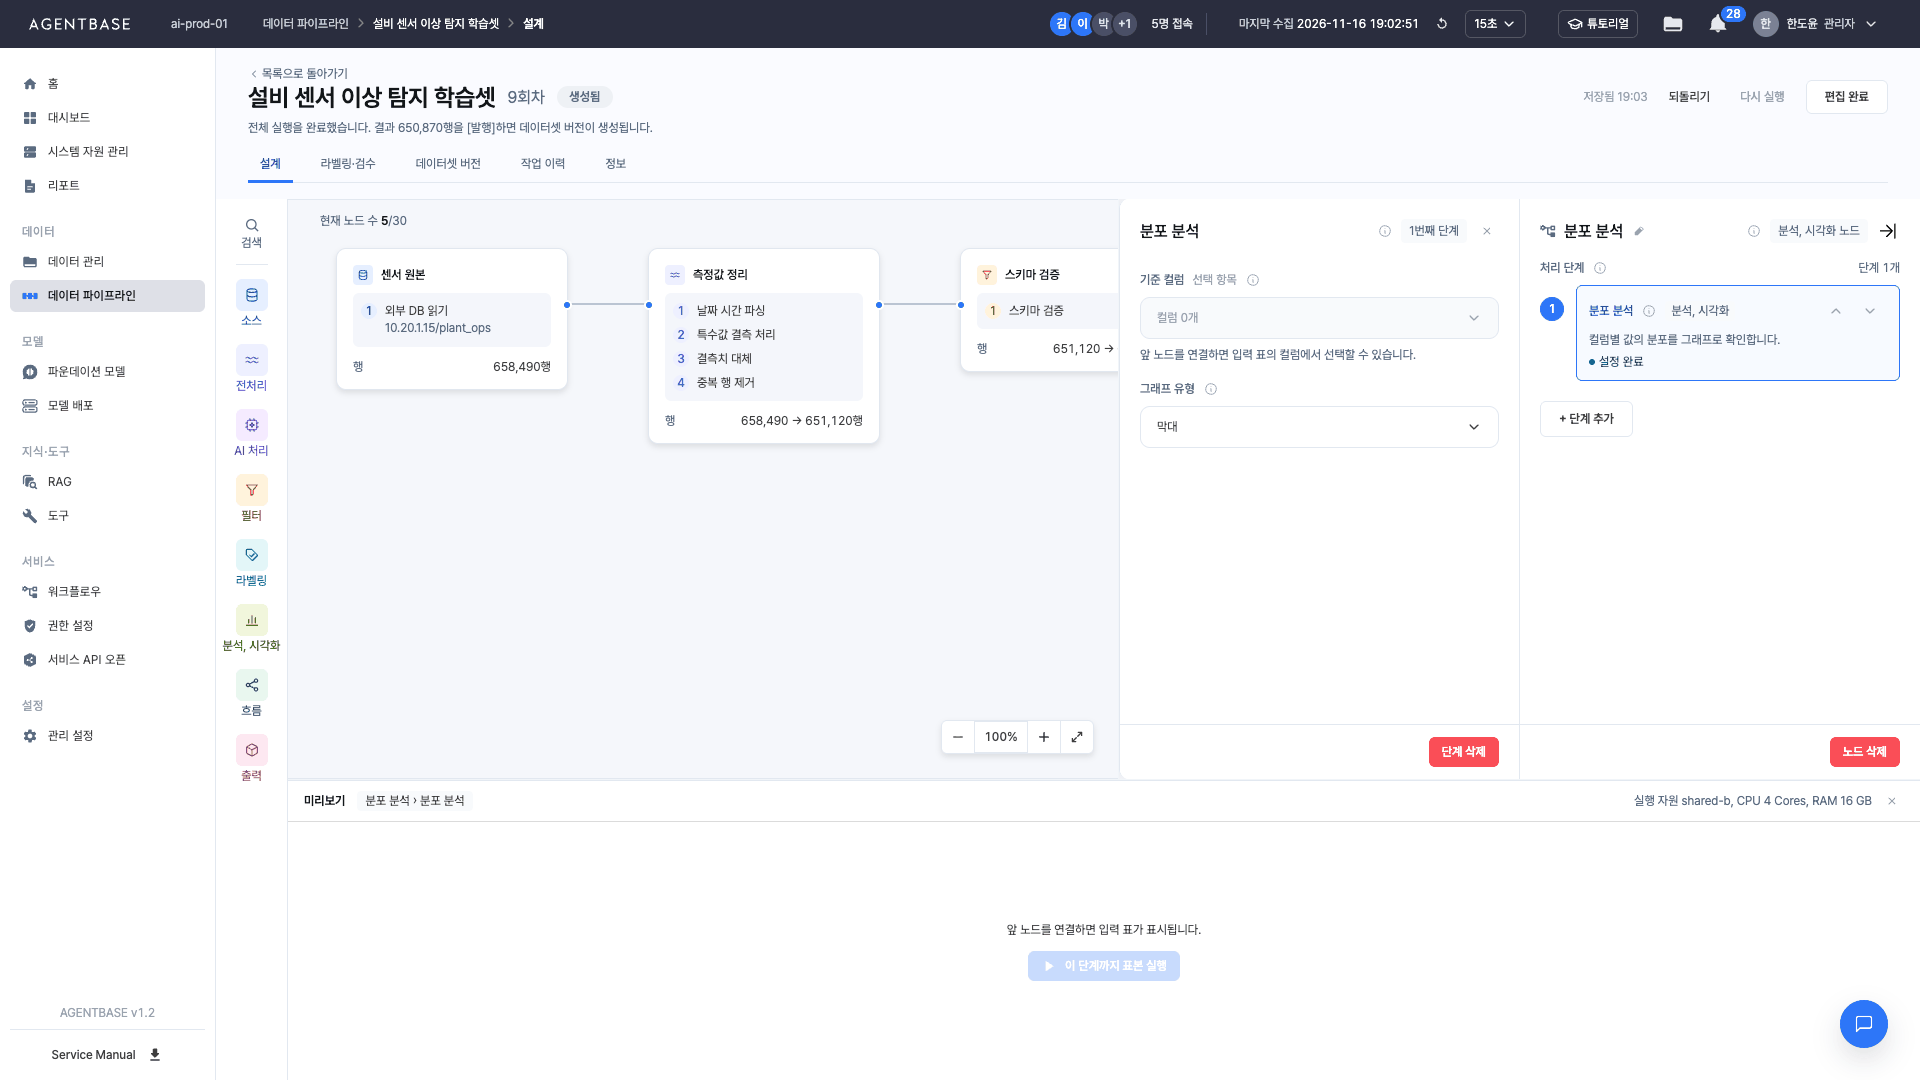 AGENTBASE
ai-prod-01
데이터 파이프라인 > 설비 센서 이상 탐지 학습셋 > 설계
김 이 박 +1 5명 접속
마지막 수집 2026-11-16 19:02:51
15초
튜토리얼
28
한 한도윤 관리자
홈
대시보드
시스템 자원 관리
리포트
데이터
데이터 관리
데이터 파이프라인
모델
파운데이션 모델
모델 배포
지식·도구
RAG
도구
서비스
워크플로우
권한 설정
서비스 API 오픈
설정
관리 설정
AGENTBASE v1.2
Service Manual
목록으로 돌아가기
설비 센서 이상 탐지 학습셋 9회차 생성됨
전체 실행을 완료했습니다. 결과 650,870행을 [발행]하면 데이터셋 버전이 생성됩니다.
저장됨 19:03 되돌리기 다시 실행 편집 완료
설계 라벨링·검수 데이터셋 버전 작업 이력 정보
검색
소스
전처리
AI 처리
필터
라벨링
분석, 시각화
흐름
출력
현재 노드 수 5/30
센서 원본
1 외부 DB 읽기
10.20.1.15/plant_ops
행 658,490행
측정값 정리
1 날짜 시간 파싱
2 특수값 결측 처리
3 결측치 대체
4 중복 행 제거
행 658,490 → 651,120행
스키마 검증
1 스키마 검증
행 651,120 →
100%
분포 분석 1번째 단계
기준 컬럼 선택 항목
컬럼 0개
앞 노드를 연결하면 입력 표의 컬럼에서 선택할 수 있습니다.
그래프 유형
막대
단계 삭제
분포 분석 분석, 시각화 노드
처리 단계 단계 1개
1 분포 분석 분석, 시각화
컬럼별 값의 분포를 그래프로 확인합니다.
설정 완료
+ 단계 추가
노드 삭제
미리보기 분포 분석 › 분포 분석
실행 자원 shared-b, CPU 4 Cores, RAM 16 GB
앞 노드를 연결하면 입력 표가 표시됩니다.
이 단계까지 표본 실행